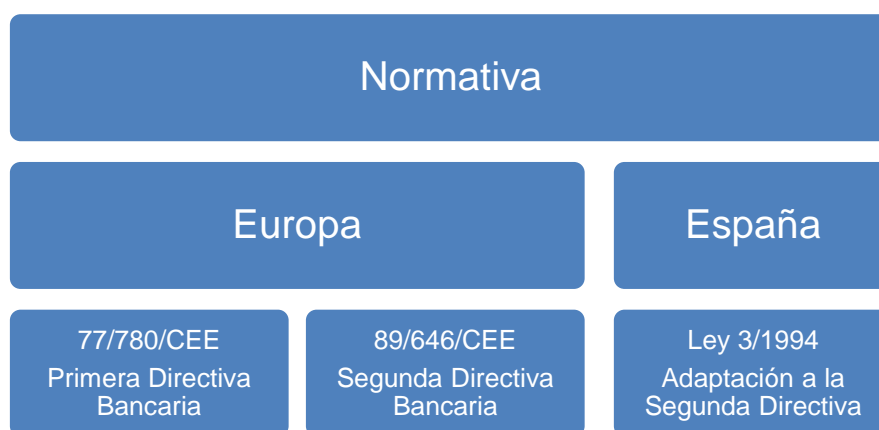 Normativa
Europa
España
77/780/CEE
Primera Directiva
Bancaria
89/646/CEE
Segunda Directiva
Bancaria
Ley 3/1994
Adaptación a la
Segunda Directiva